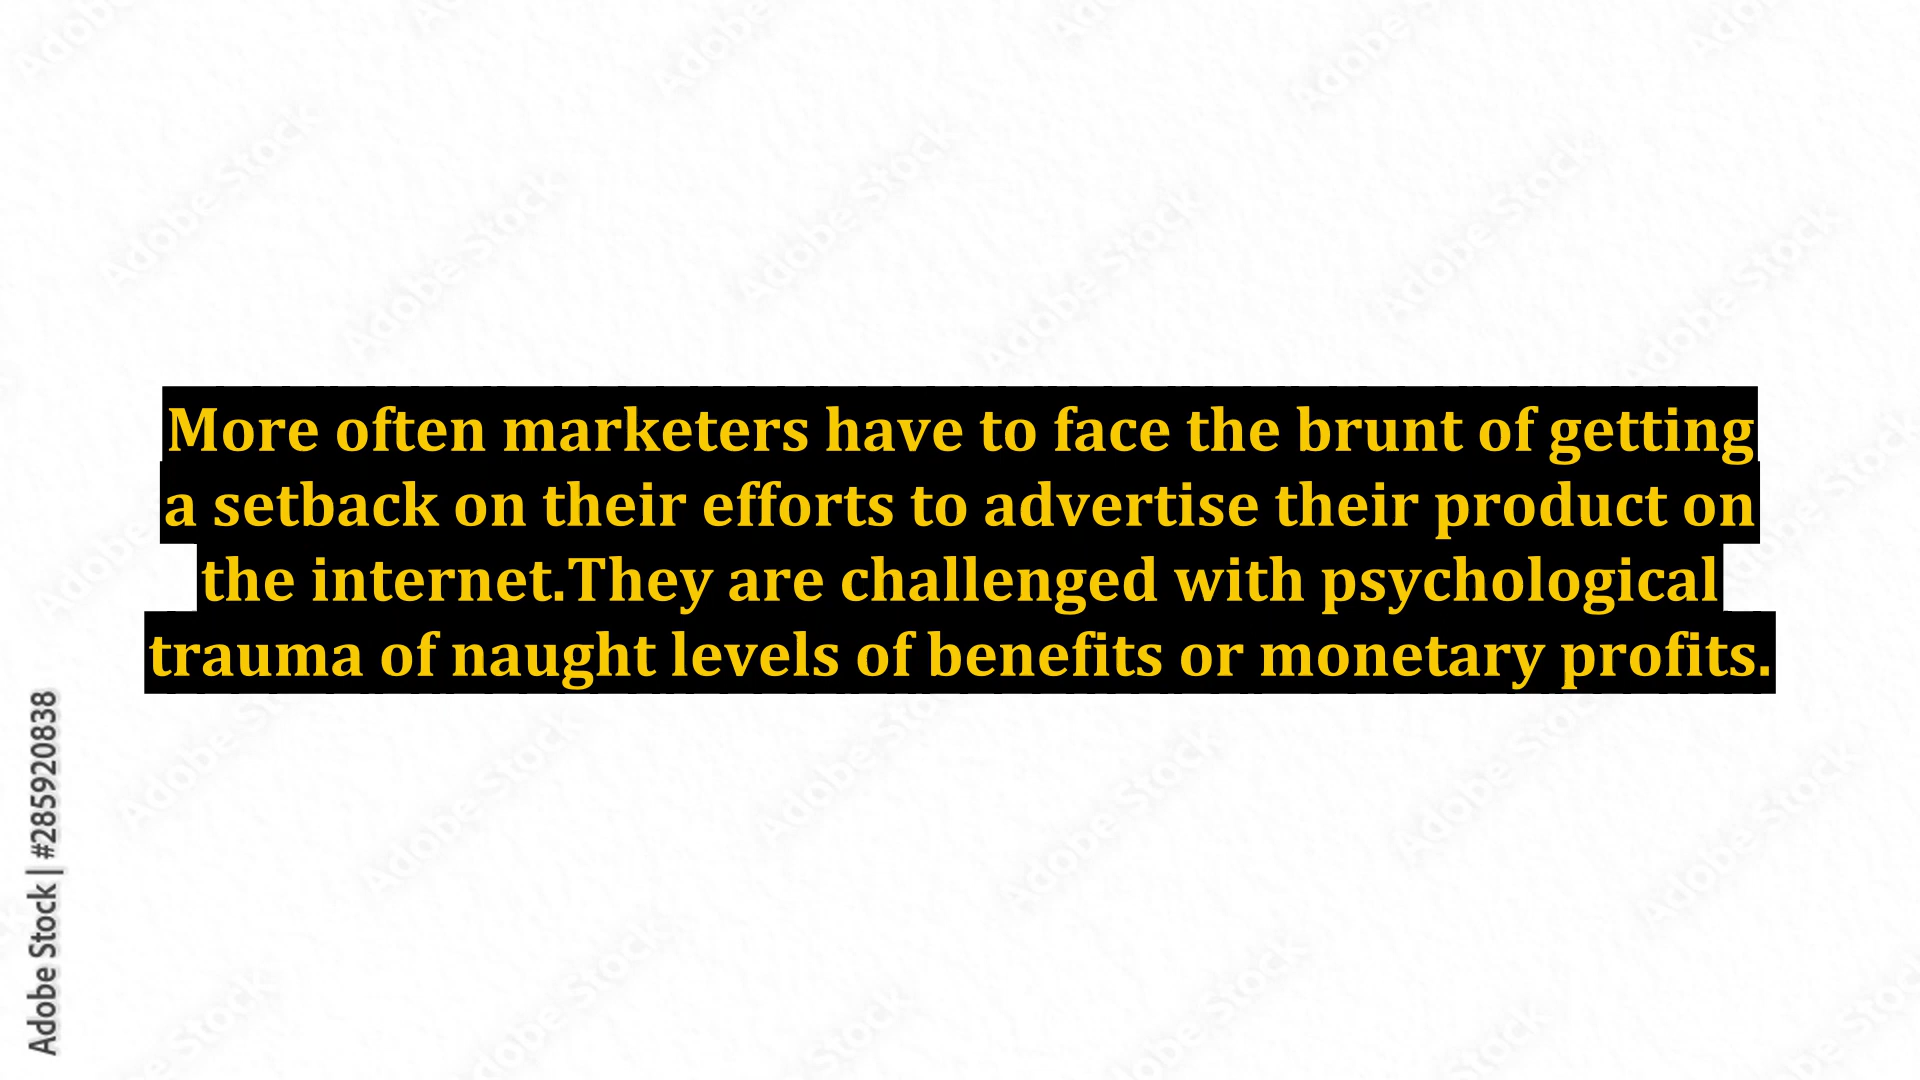 More often marketers have to face the brunt of getting
a setback on their efforts to advertise their product on
the internet.They are challenged with psychological
trauma of naught levels of benefits or monetary profits.
Adobe Stock | #285920838
Adobe Stock